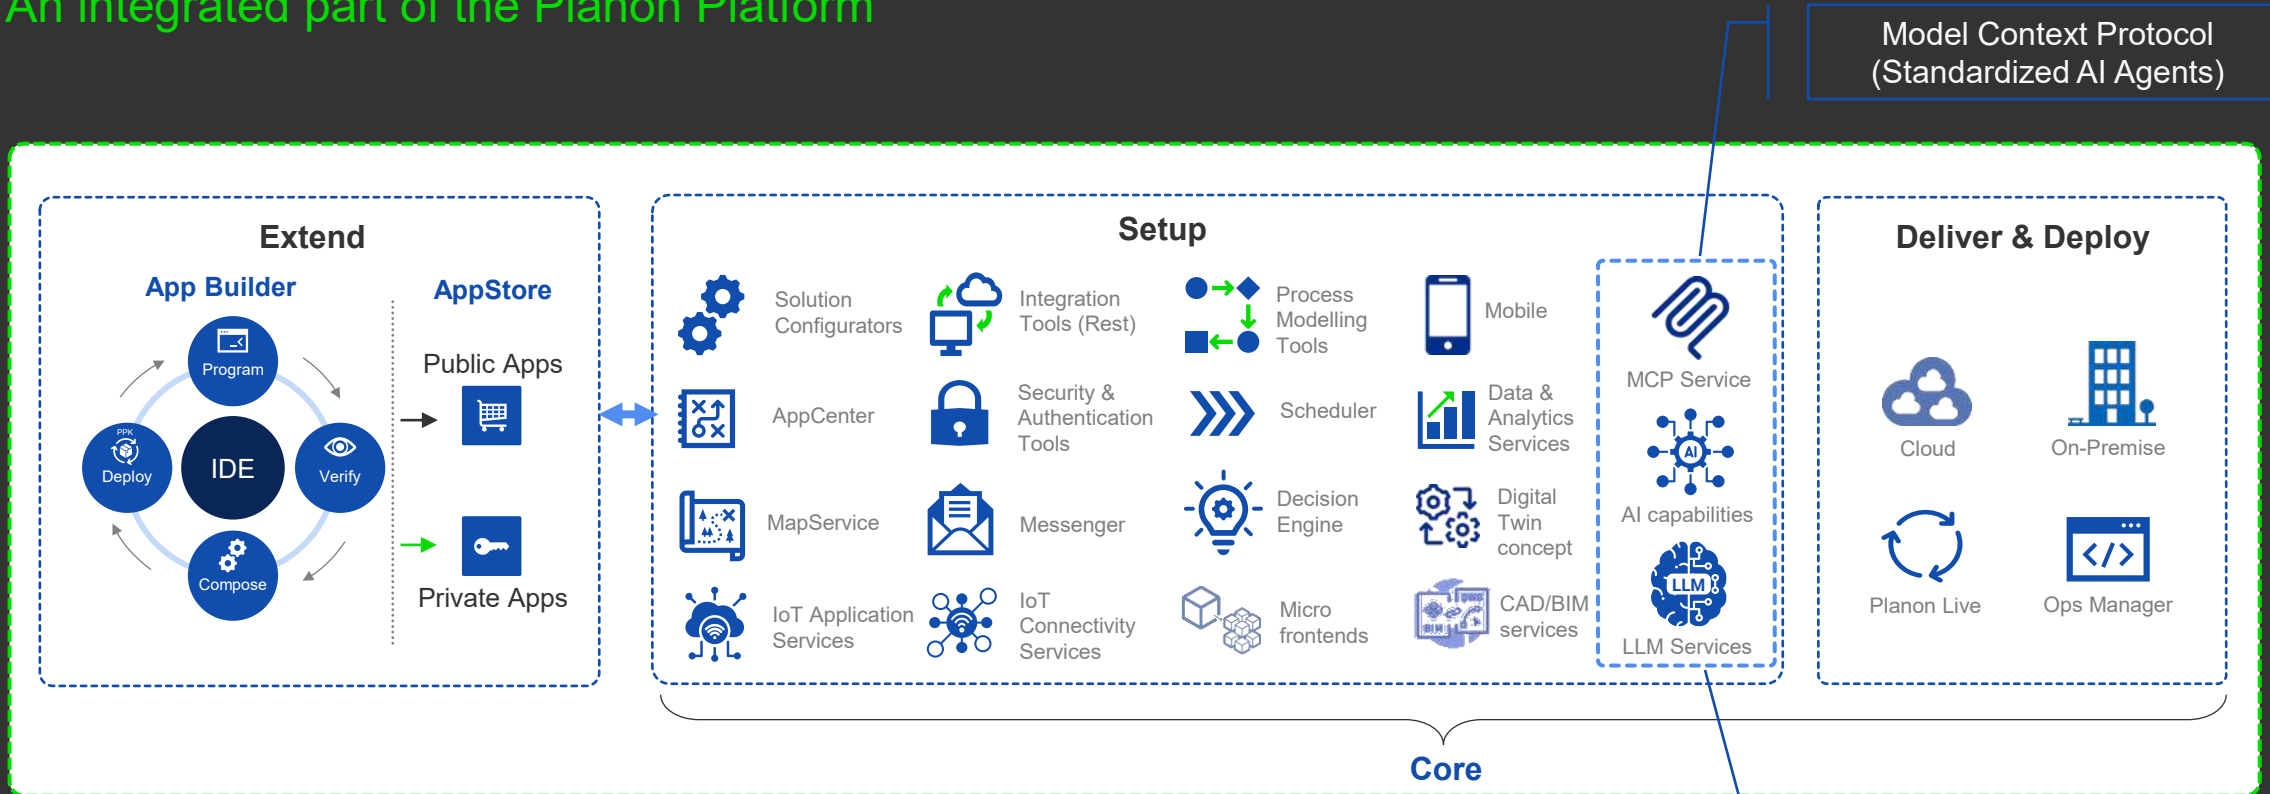 An integrated part of the Planon Platform
Model Context Protocol
(Standardized AI Agents)
Extend
App Builder
AppStore
Program
PPK
Deploy
IDE
Verify
Compose
Public Apps
Private Apps
Setup
Solution
Configurators
Integration
Tools (Rest)
Process
Modelling
Tools
Mobile
AppCenter
Security &
Authentication
Tools
Scheduler
Data &
Analytics
Services
MapService
Messenger
Decision
Engine
Digital
Twin
concept
IoT Application
Services
IoT
Connectivity
Services
Micro
frontends
BIM
CAD/BIM
services
MCP Service
AI
AI capabilities
LLM
LLM Services
Deliver & Deploy
Cloud
On-Premise
Planon Live
Ops Manager
Core